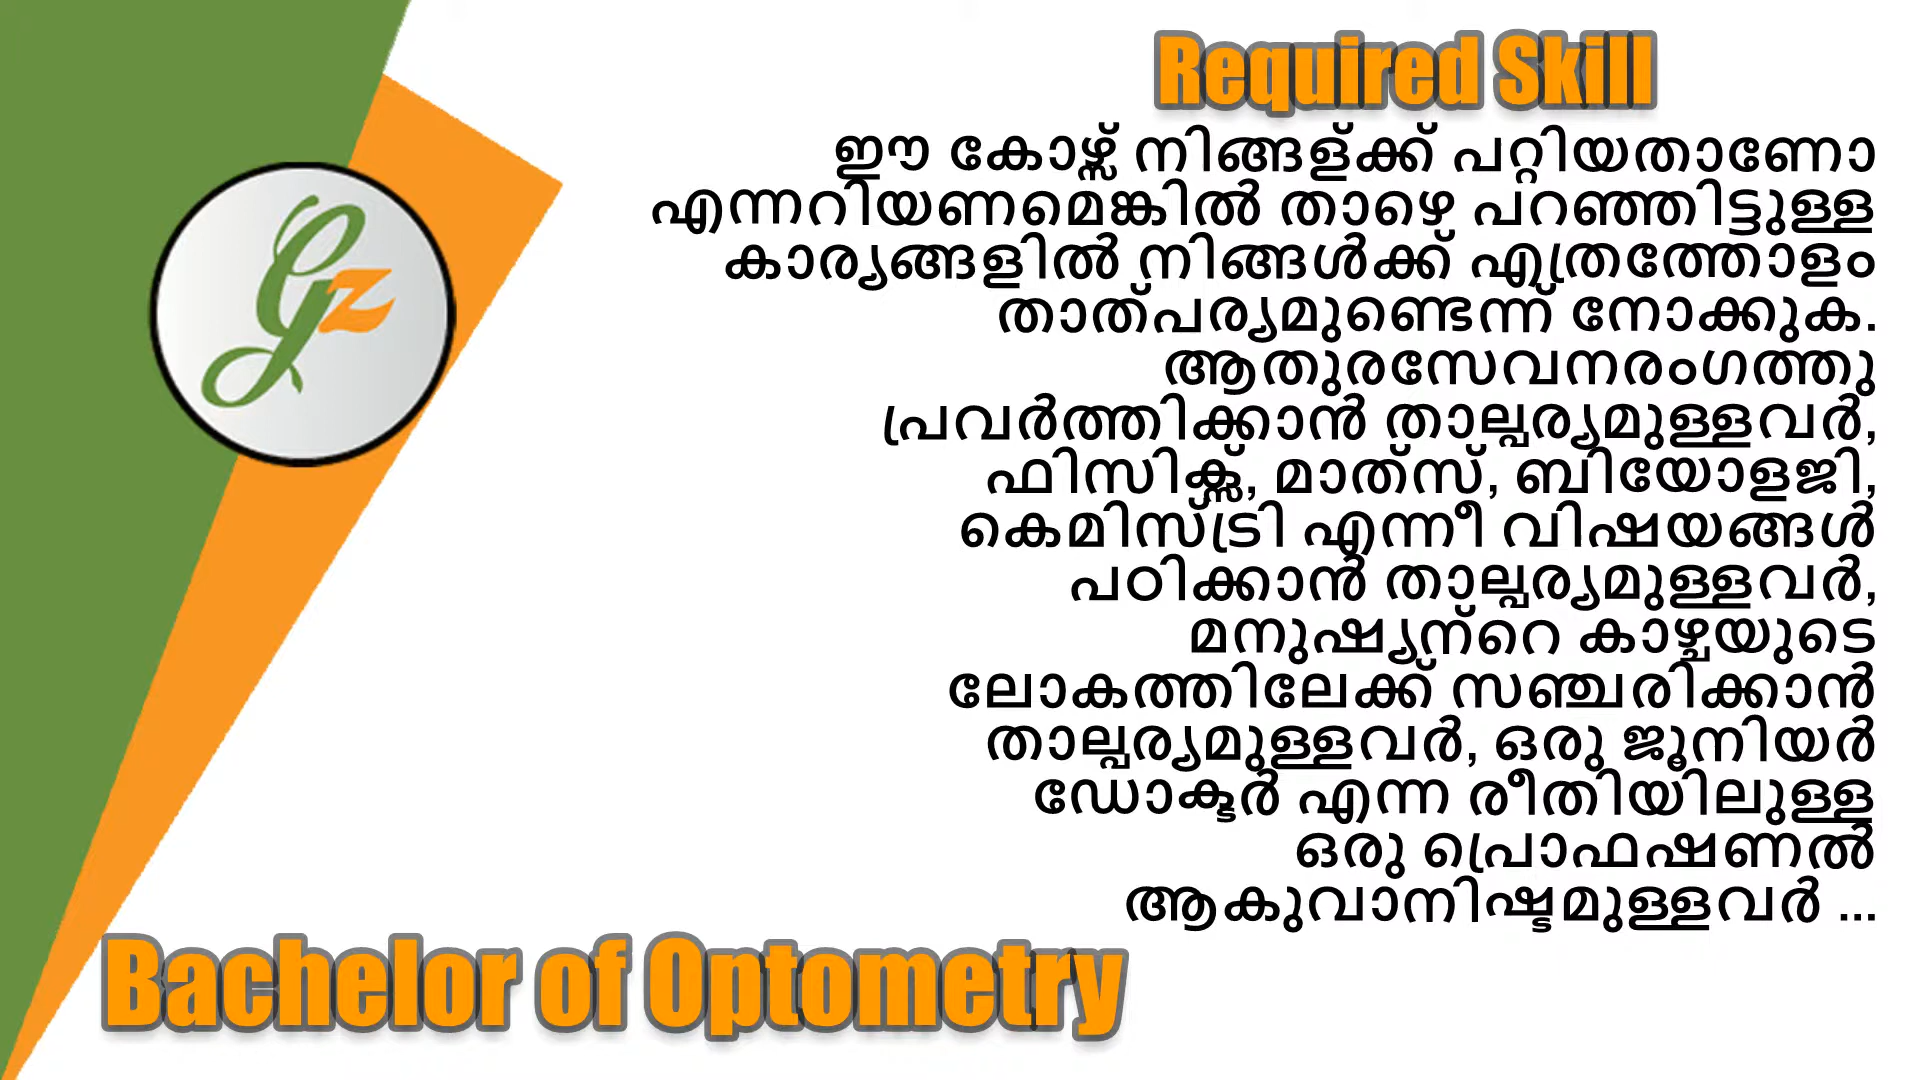 Required Skill
ഈ കോഴ്സ് നിങ്ങള്ക്ക് പറ്റിയതാണോ
എന്നറിയണമെങ്കിൽ താഴെ പറഞ്ഞിട്ടുള്ള
കാര്യങ്ങളിൽ നിങ്ങൾക്ക് എത്രത്തോളം
താത്പര്യമുണ്ടെന്ന് നോക്കുക.
ആതുരസേവനരംഗത്തു
പ്രവർത്തിക്കാൻ താല്പര്യമുള്ളവർ,
ഫിസിക്സ്, മാത്സ്, ബിയോളജി,
കെമിസ്ട്രി എന്നീ വിഷയങ്ങൾ
പഠിക്കാൻ താല്പര്യമുള്ളവർ,
മനുഷ്യന്റെ കാഴ്ചയുടെ
ലോകത്തിലേക്ക് സഞ്ചരിക്കാൻ
താല്പര്യമുള്ളവർ, ഒരു ജൂനിയർ
ഡോക്ടർ എന്ന രീതിയിലുള്ള
ഒരു പ്രൊഫഷണൽ
ആകുവാനിഷ്ടമുള്ളവർ ...
Gz
Bachelor of Optometry